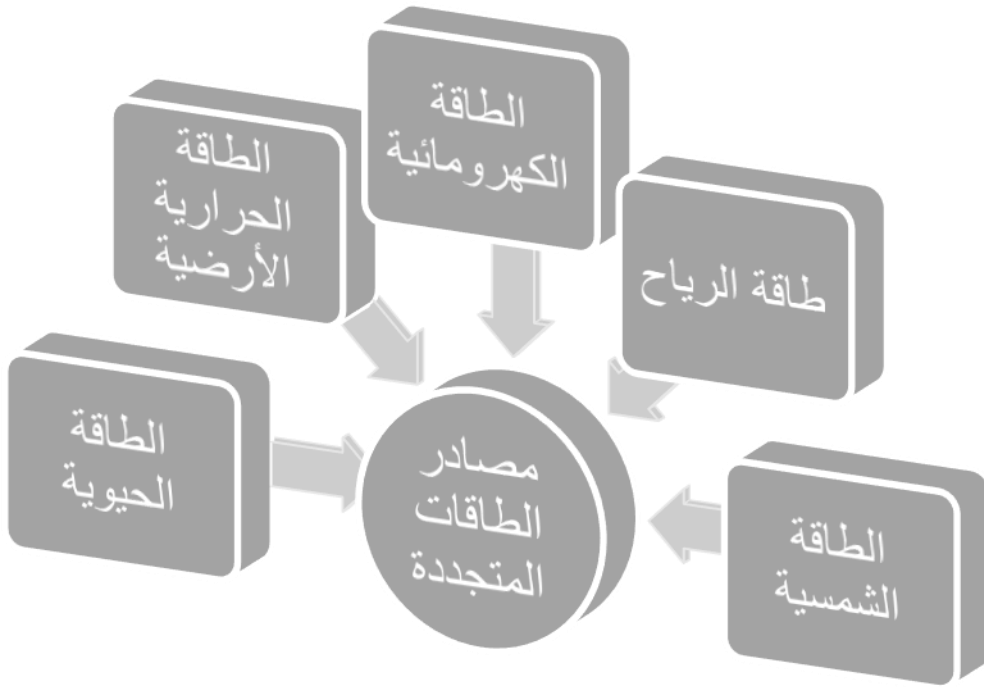 الطاقة
الكهرومائية
الطاقة
الحرارية
الأرضية
طاقة الرياح
الطاقة
الحيوية
مصادر
الطاقات
المتجددة
الطاقة
الشمسية